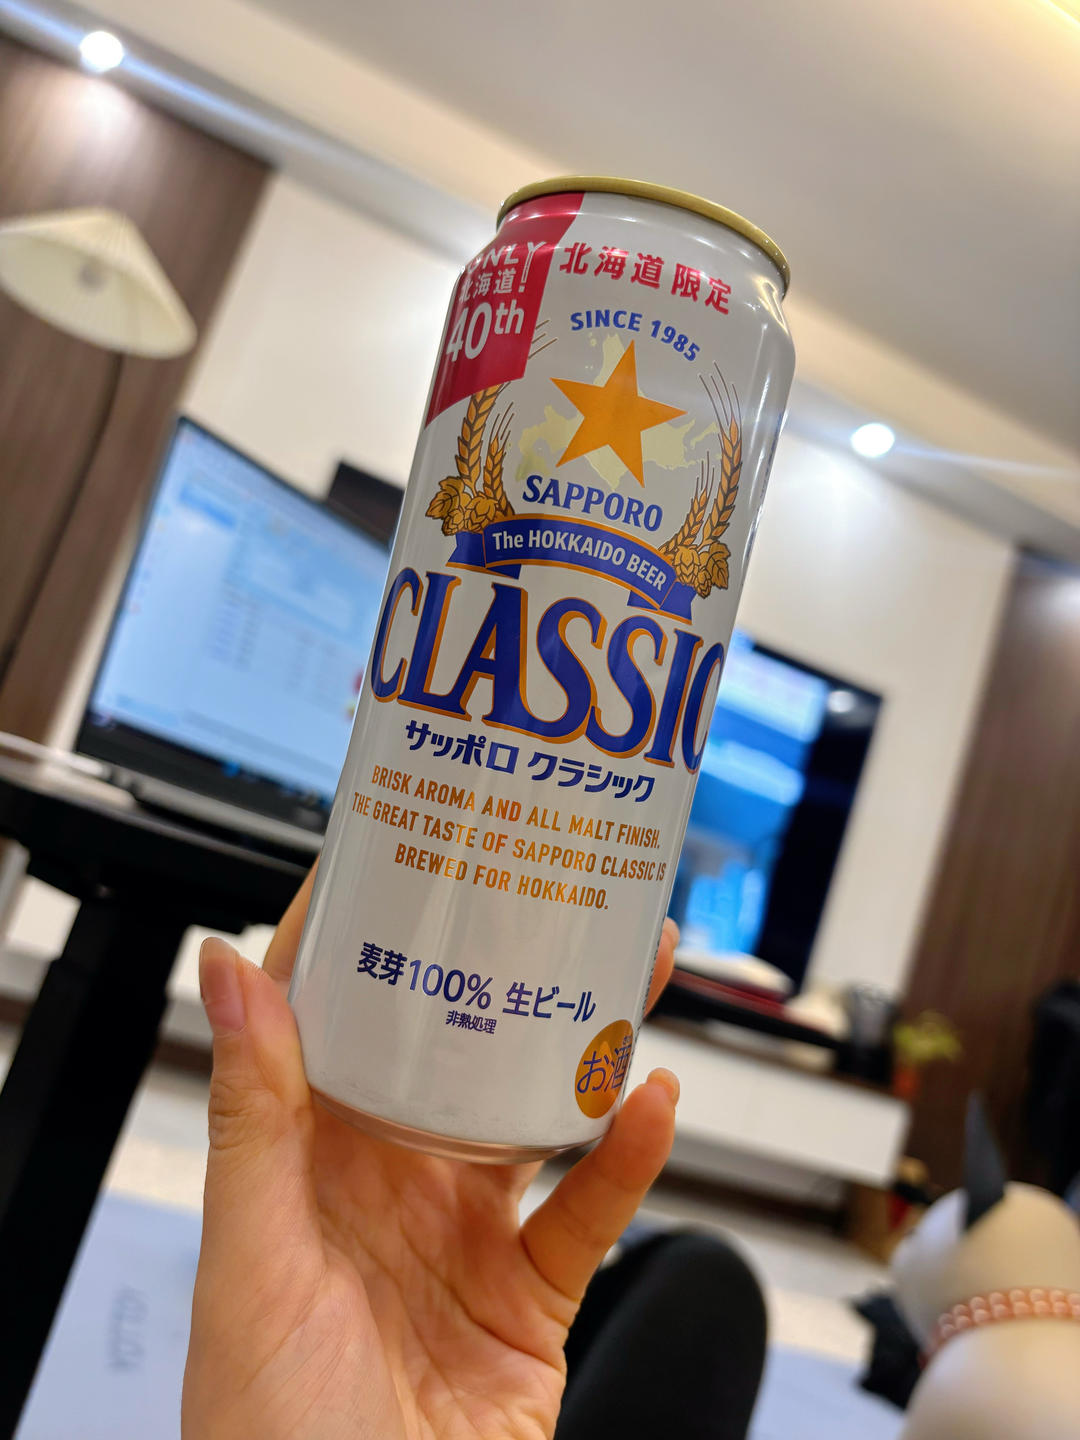 ONLY
北海道!
40th
北海道限定
SINCE 1985
SAPPORO
The HOKKAIDO BEER
CLASSIC
サッポロ クラシック
BRISK AROMA AND ALL MALT FINISH.
THE GREAT TASTE OF SAPPORO CLASSIC IS
BREWED FOR HOKKAIDO.
麦芽100% 生ビール
非熱処理
お酒